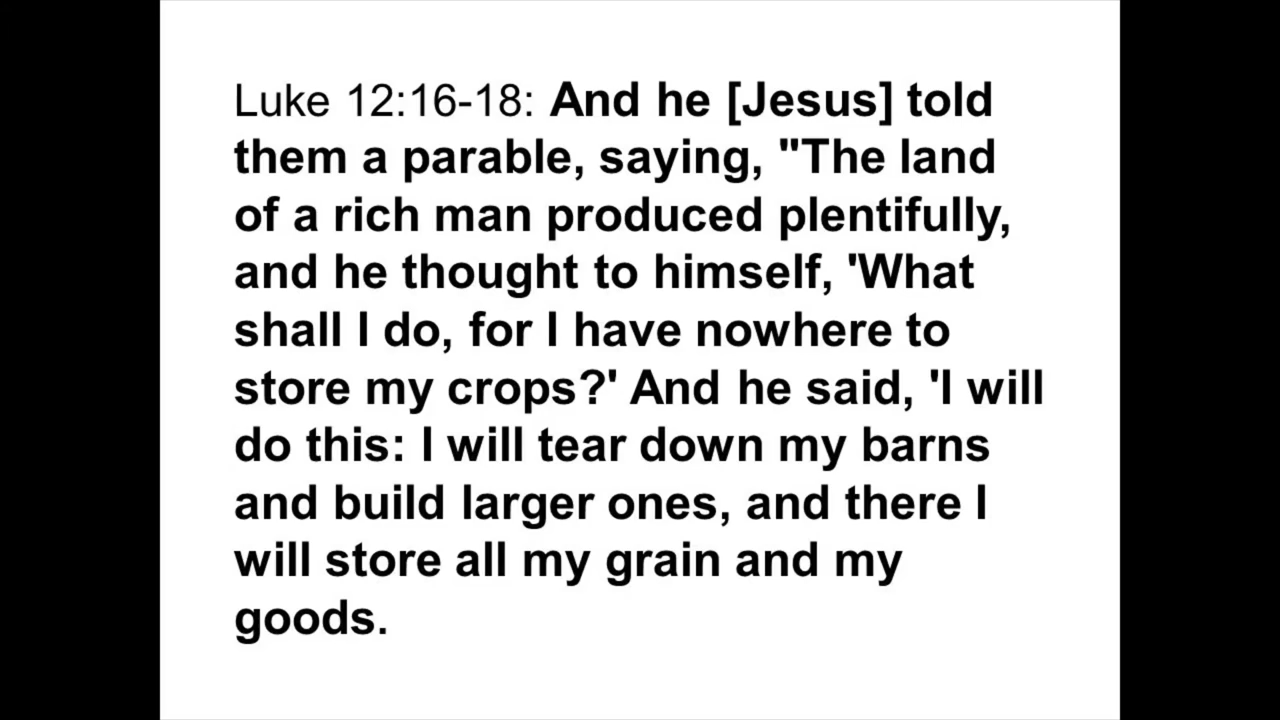 Luke 12:16-18: And he [Jesus] told
them a parable, saying, "The land
of a rich man produced plentifully,
and he thought to himself, 'What
shall I do, for I have nowhere to
store my crops?' And he said, 'I will
do this: I will tear down my barns
and build larger ones, and there I
will store all my grain and my
goods.